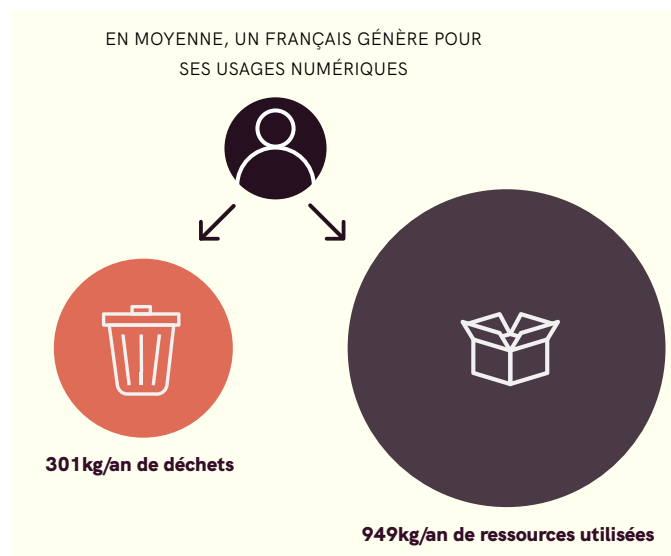 EN MOYENNE, UN FRANÇAIS GÉNÈRE POUR
SES USAGES NUMÉRIQUES
301kg/an de déchets
949kg/an de ressources utilisées